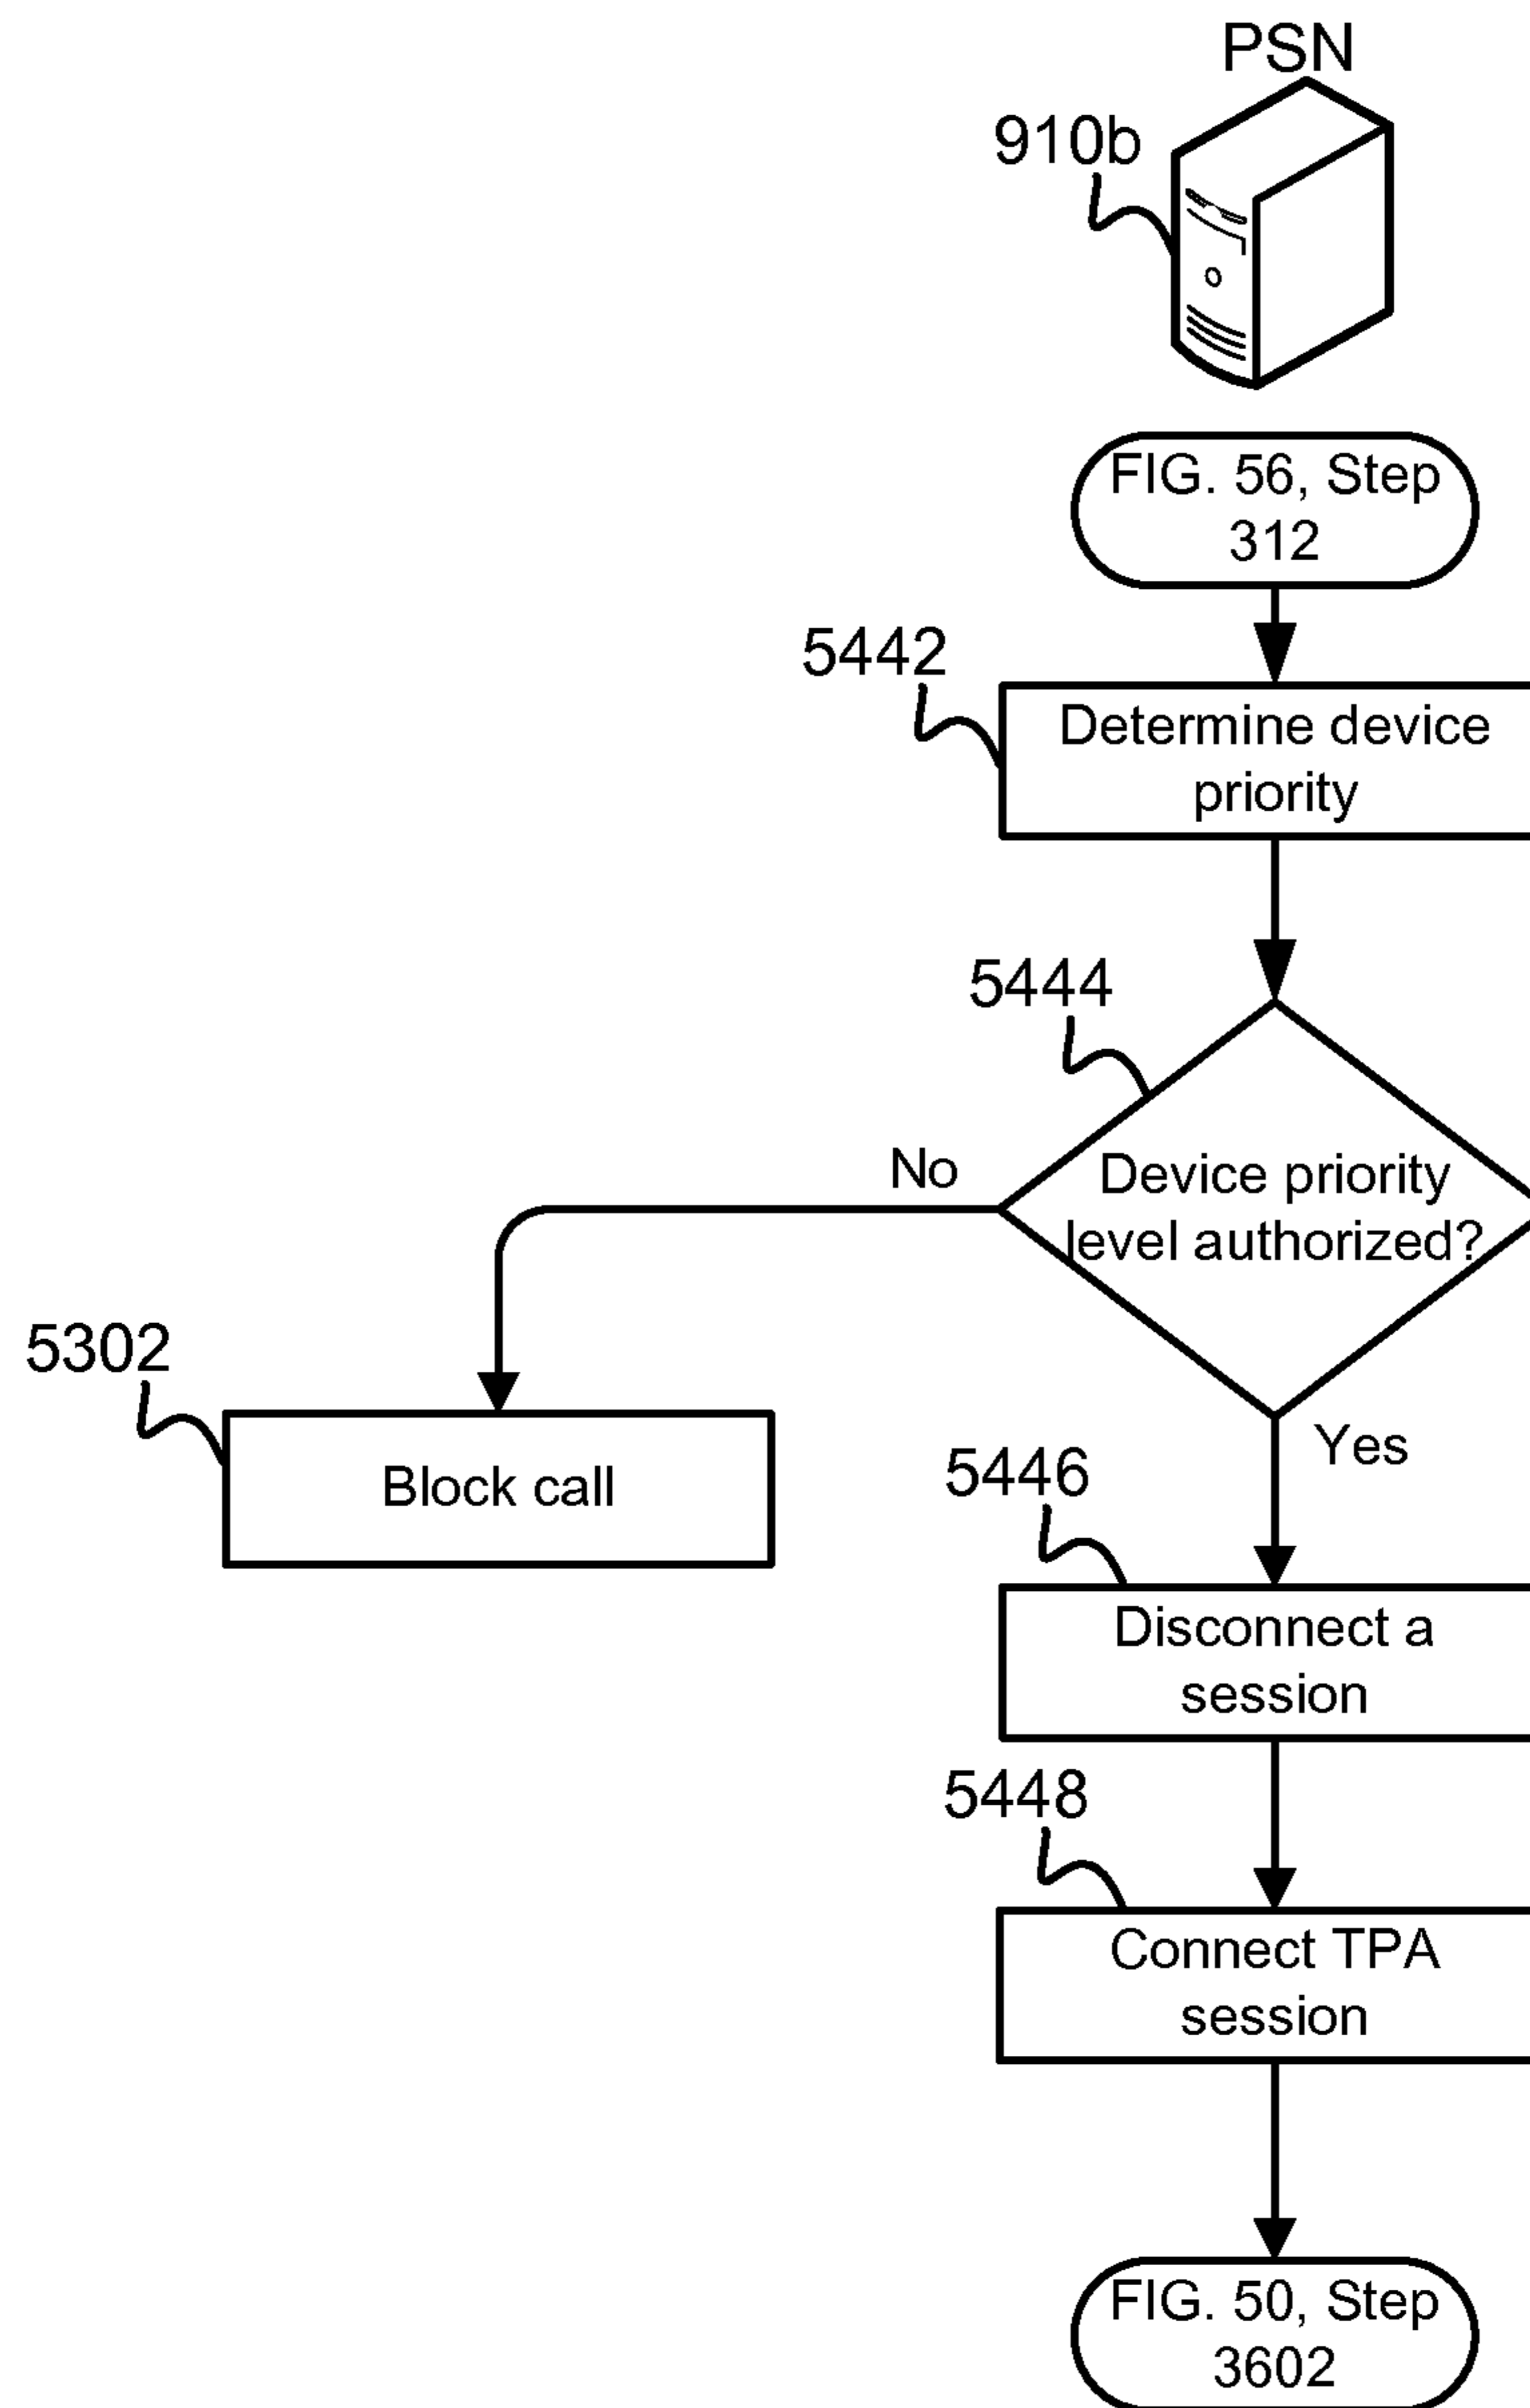 PSN
910b
FIG. 56, Step
312
5442
Determine device
priority
5444
No
Device priority
level authorized?
5302
Block call
Yes
5446
Disconnect a
session
5448
Connect TPA
session
FIG. 50, Step
3602